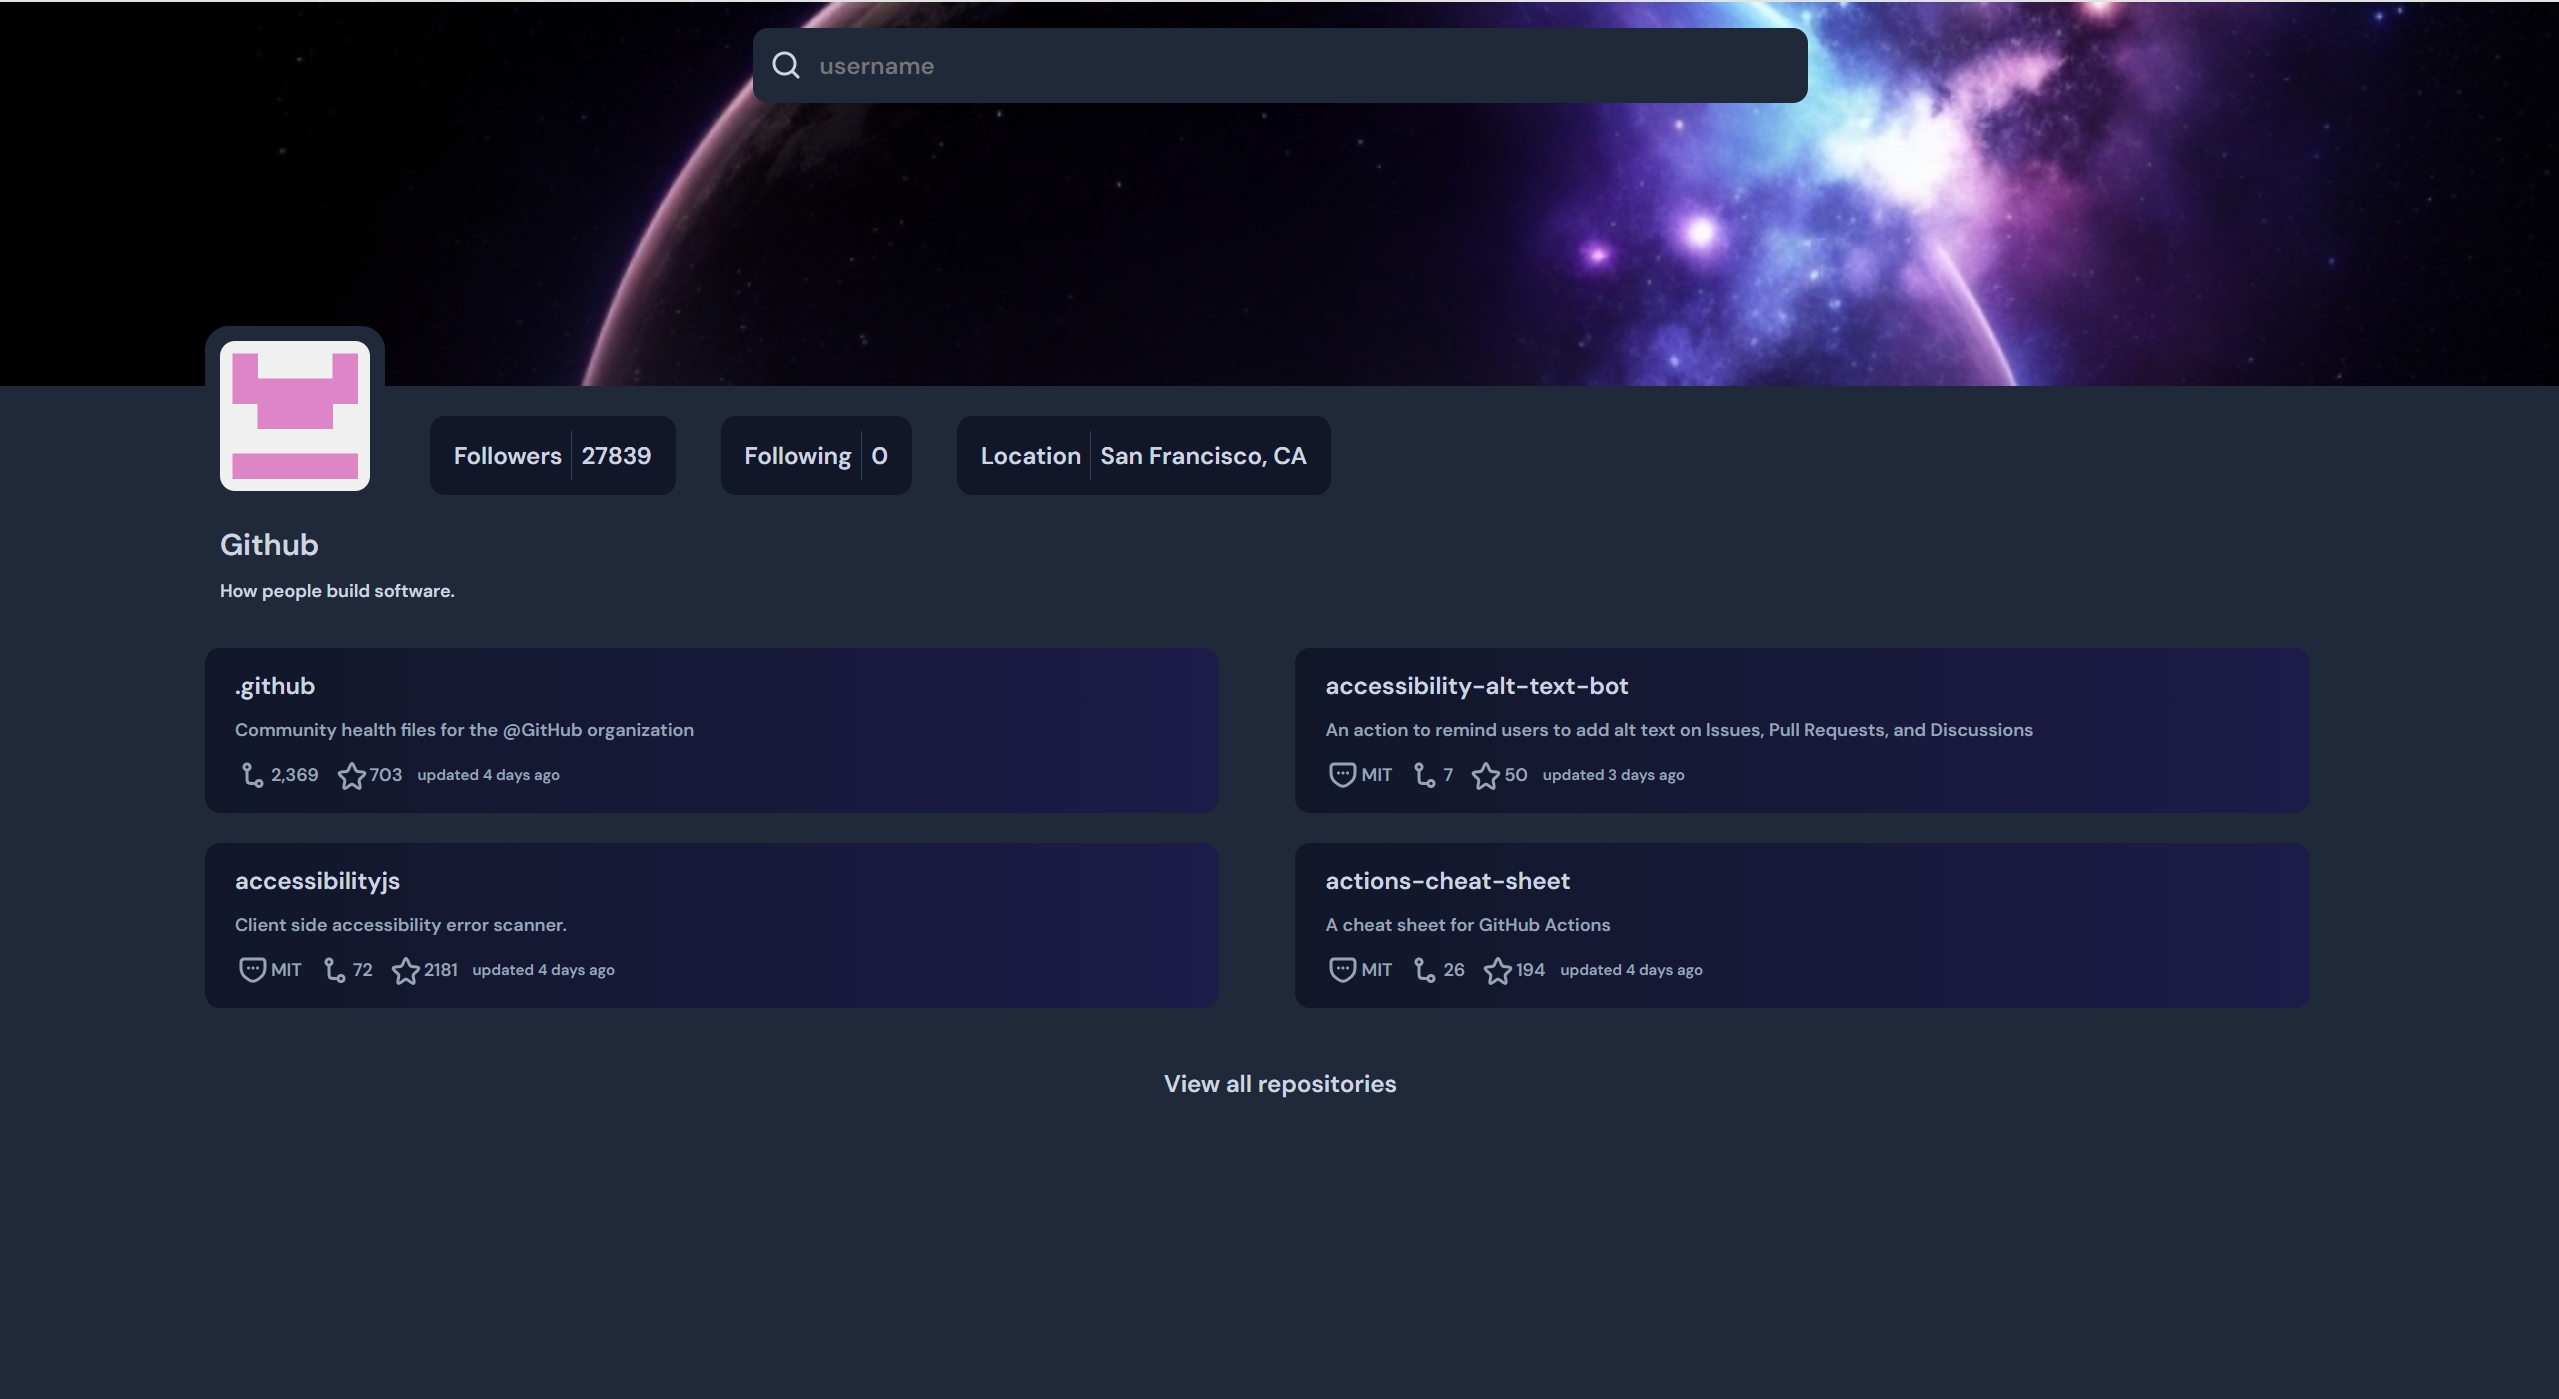 username
Followers 27839
Following 0
Location San Francisco, CA
Github
How people build software.
.github
Community health files for the @GitHub organization
2,369 703 updated 4 days ago
accessibility-alt-text-bot
An action to remind users to add alt text on Issues, Pull Requests, and Discussions
MIT 7 50 updated 3 days ago
accessibilityjs
Client side accessibility error scanner.
MIT 72 2181 updated 4 days ago
actions-cheat-sheet
A cheat sheet for GitHub Actions
MIT 26 194 updated 4 days ago
View all repositories